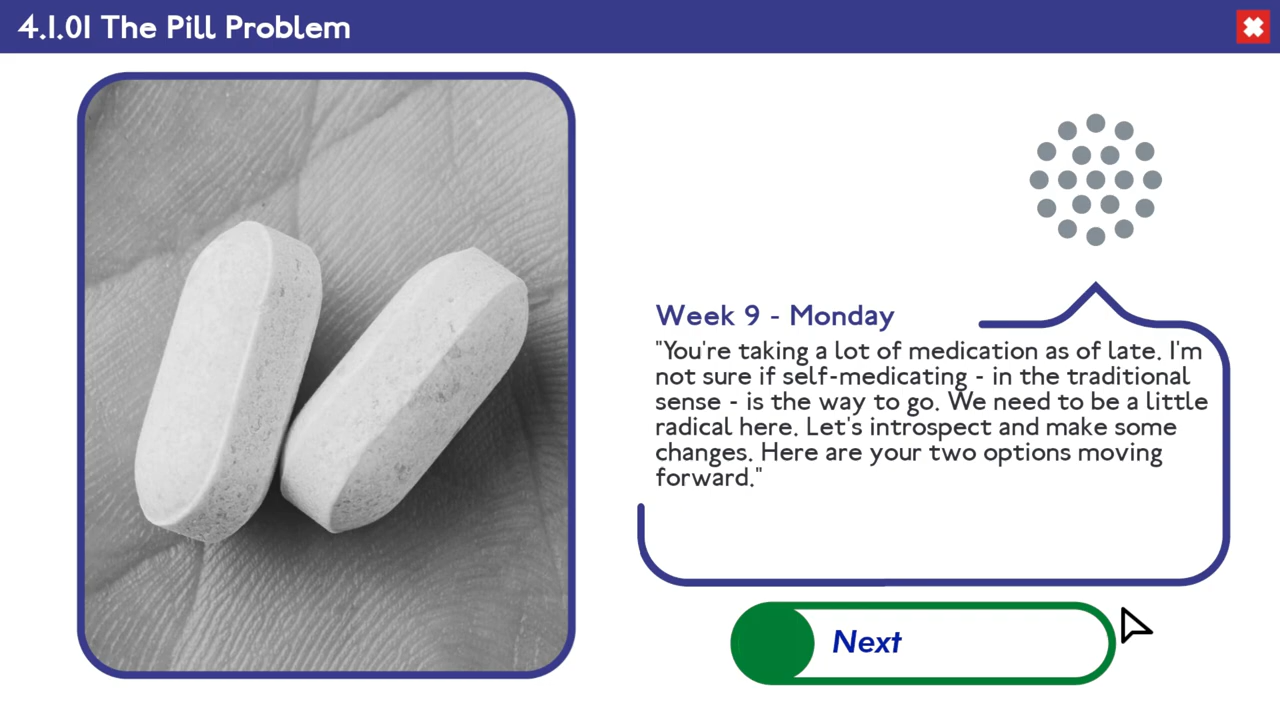 4.1.01 The Pill Problem
Week 9 - Monday
"You're taking a lot of medication as of late. I'm
not sure if self-medicating - in the traditional
sense - is the way to go. We need to be a little
radical here. Let's introspect and make some
changes. Here are your two options moving
forward."
Next